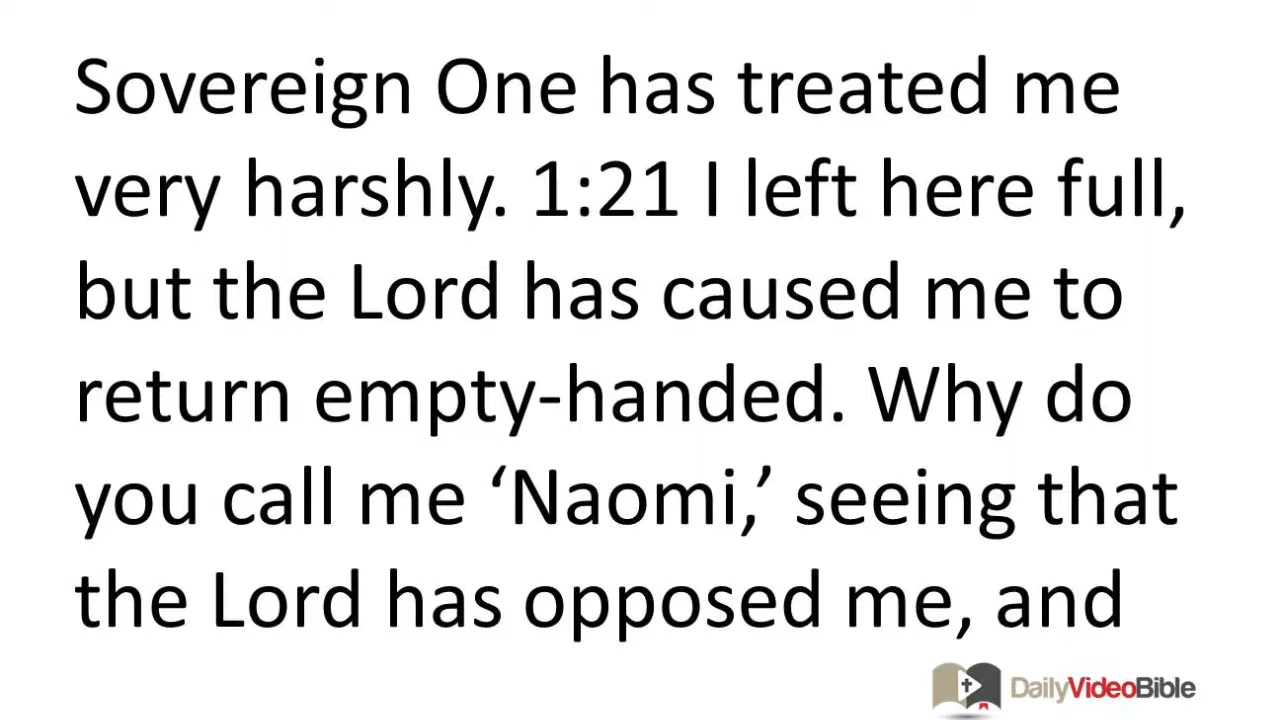 Sovereign One has treated me
very harshly. 1:21 I left here full,
but the Lord has caused me to
return empty-handed. Why do
you call me ‘Naomi,’ seeing that
the Lord has opposed me, and
DailyVideoBible